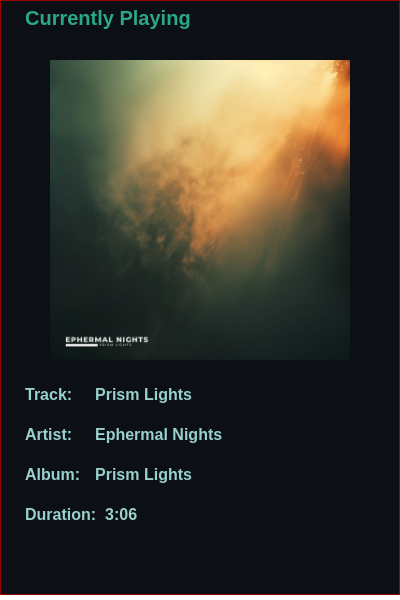 Currently Playing
EPHERMAL NIGHTS
PRISM LIGHTS
Track: Prism Lights
Artist: Ephermal Nights
Album: Prism Lights
Duration: 3:06